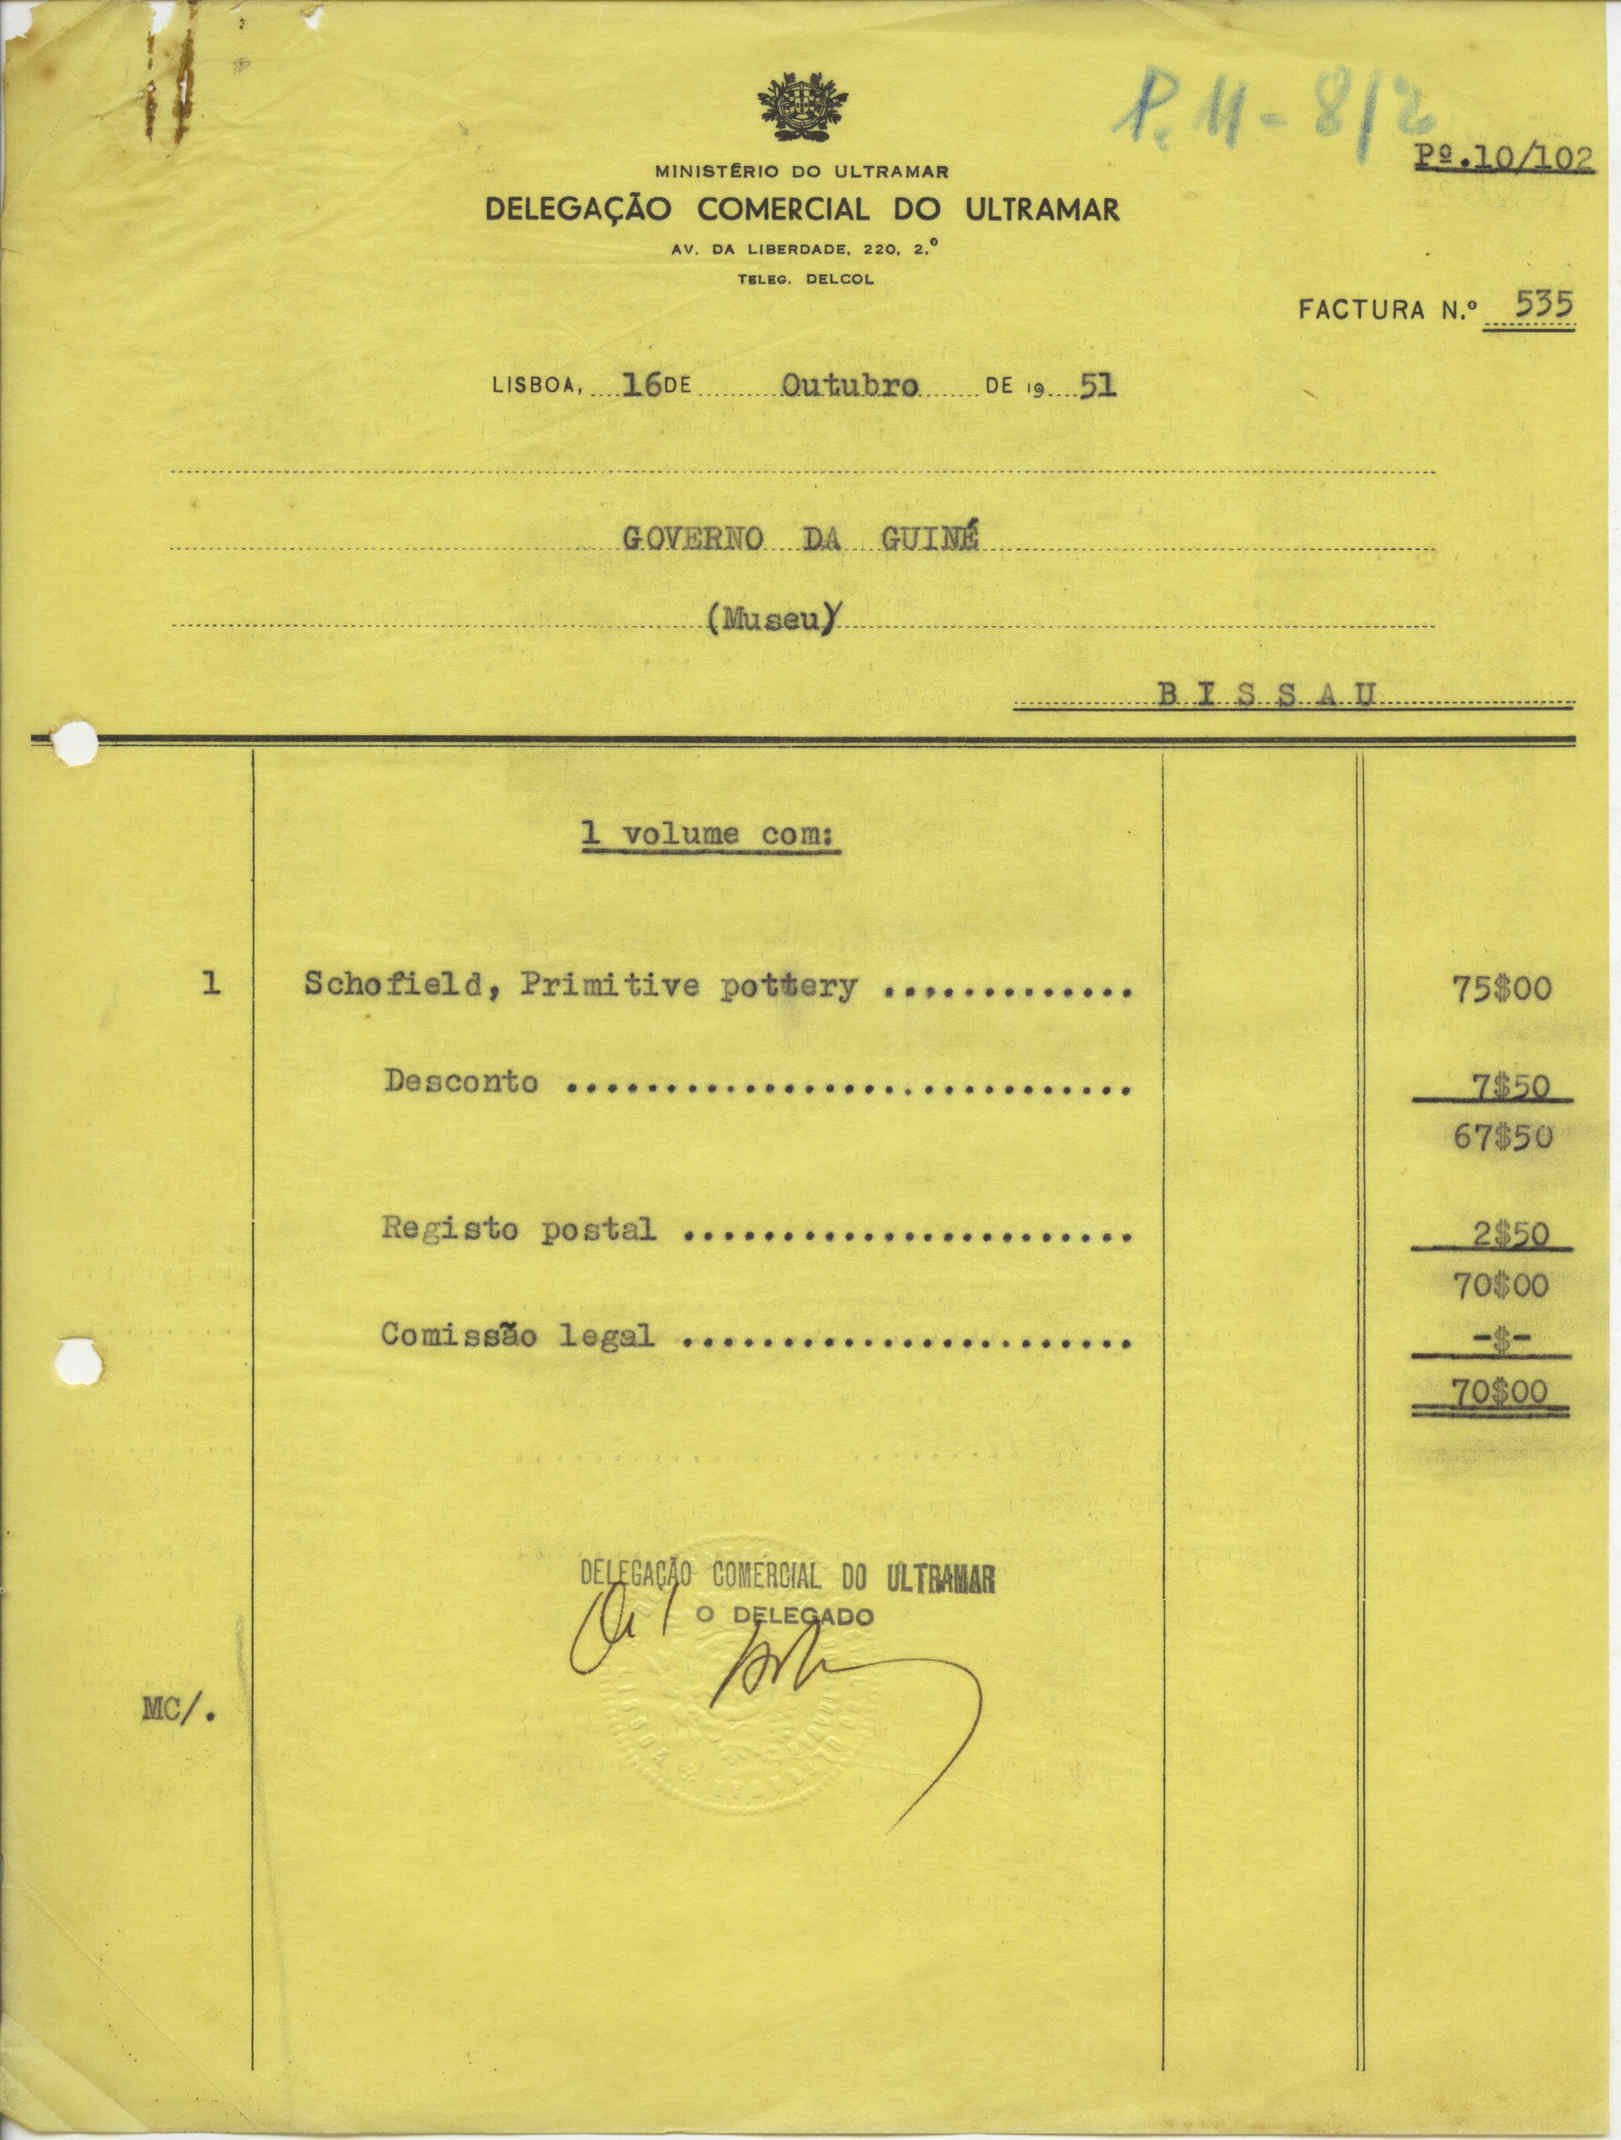 P. 11 - 8/2
Pº.10/102
MINISTÉRIO DO ULTRAMAR
DELEGAÇÃO COMERCIAL DO ULTRAMAR
AV. DA LIBERDADE, 220, 2.º
TELEG. DELCOL
FACTURA N.º 535
LISBOA, 16 DE Outubro DE 19 51
GOVERNO DA GUINÉ
(Museu)
B I S S A U
1 volume com:
1 Schofield, Primitive pottery ............. 75$00
Desconto ............................. 7$50
67$50
Registo postal ....................... 2$50
70$00
Comissão legal ....................... -$-
70$00
DELEGAÇÃO COMERCIAL DO ULTRAMAR
O DELEGADO
MC/.